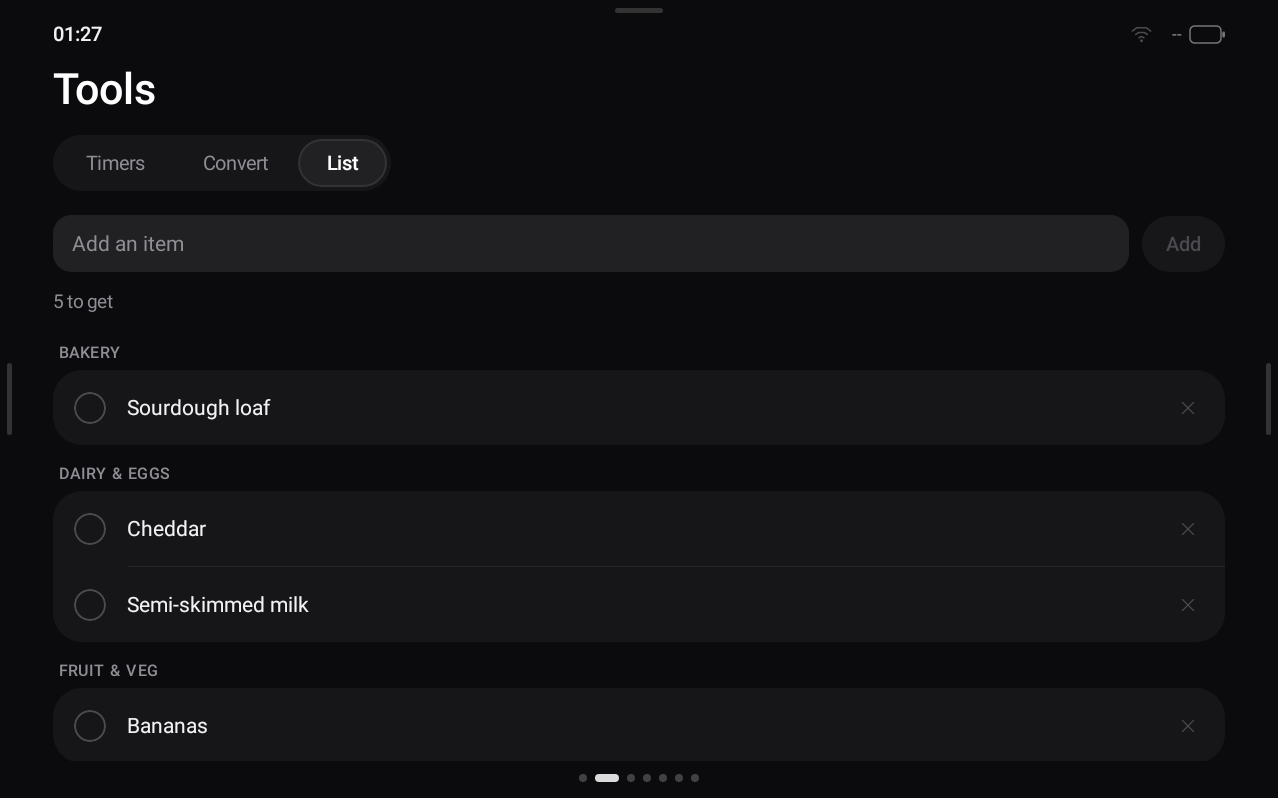 01:27
--
Tools
Timers Convert List
Add an item Add
5 to get
BAKERY
Sourdough loaf
DAIRY & EGGS
Cheddar
Semi-skimmed milk
FRUIT & VEG
Bananas